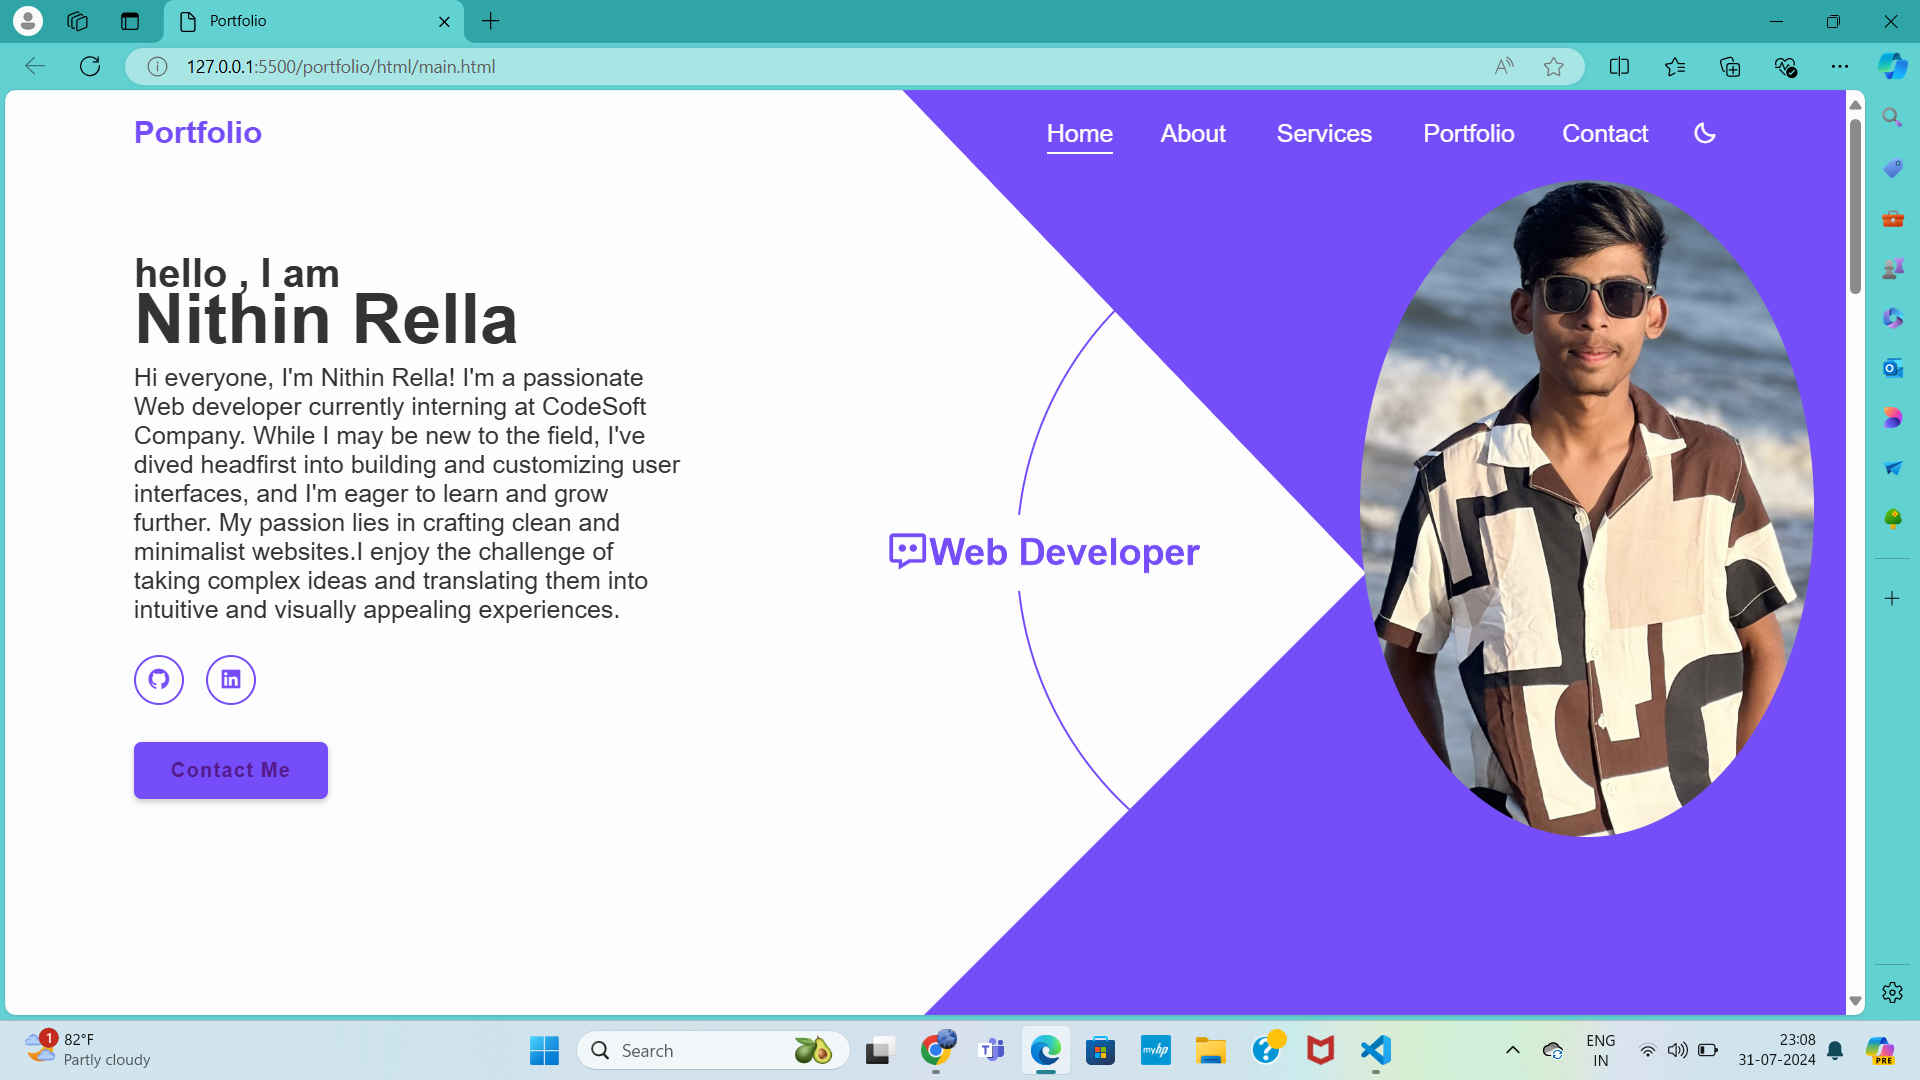 Portfolio
127.0.0.1:5500/portfolio/html/main.html
Portfolio
Home About Services Portfolio Contact
hello , I am
Nithin Rella
Hi everyone, I'm Nithin Rella! I'm a passionate
Web developer currently interning at CodeSoft
Company. While I may be new to the field, I've
dived headfirst into building and customizing user
interfaces, and I'm eager to learn and grow
further. My passion lies in crafting clean and
minimalist websites.I enjoy the challenge of
taking complex ideas and translating them into
intuitive and visually appealing experiences.
Web Developer
Contact Me
1
82°F
Partly cloudy
Search
myhp
ENG
IN
23:08
31-07-2024
PRE